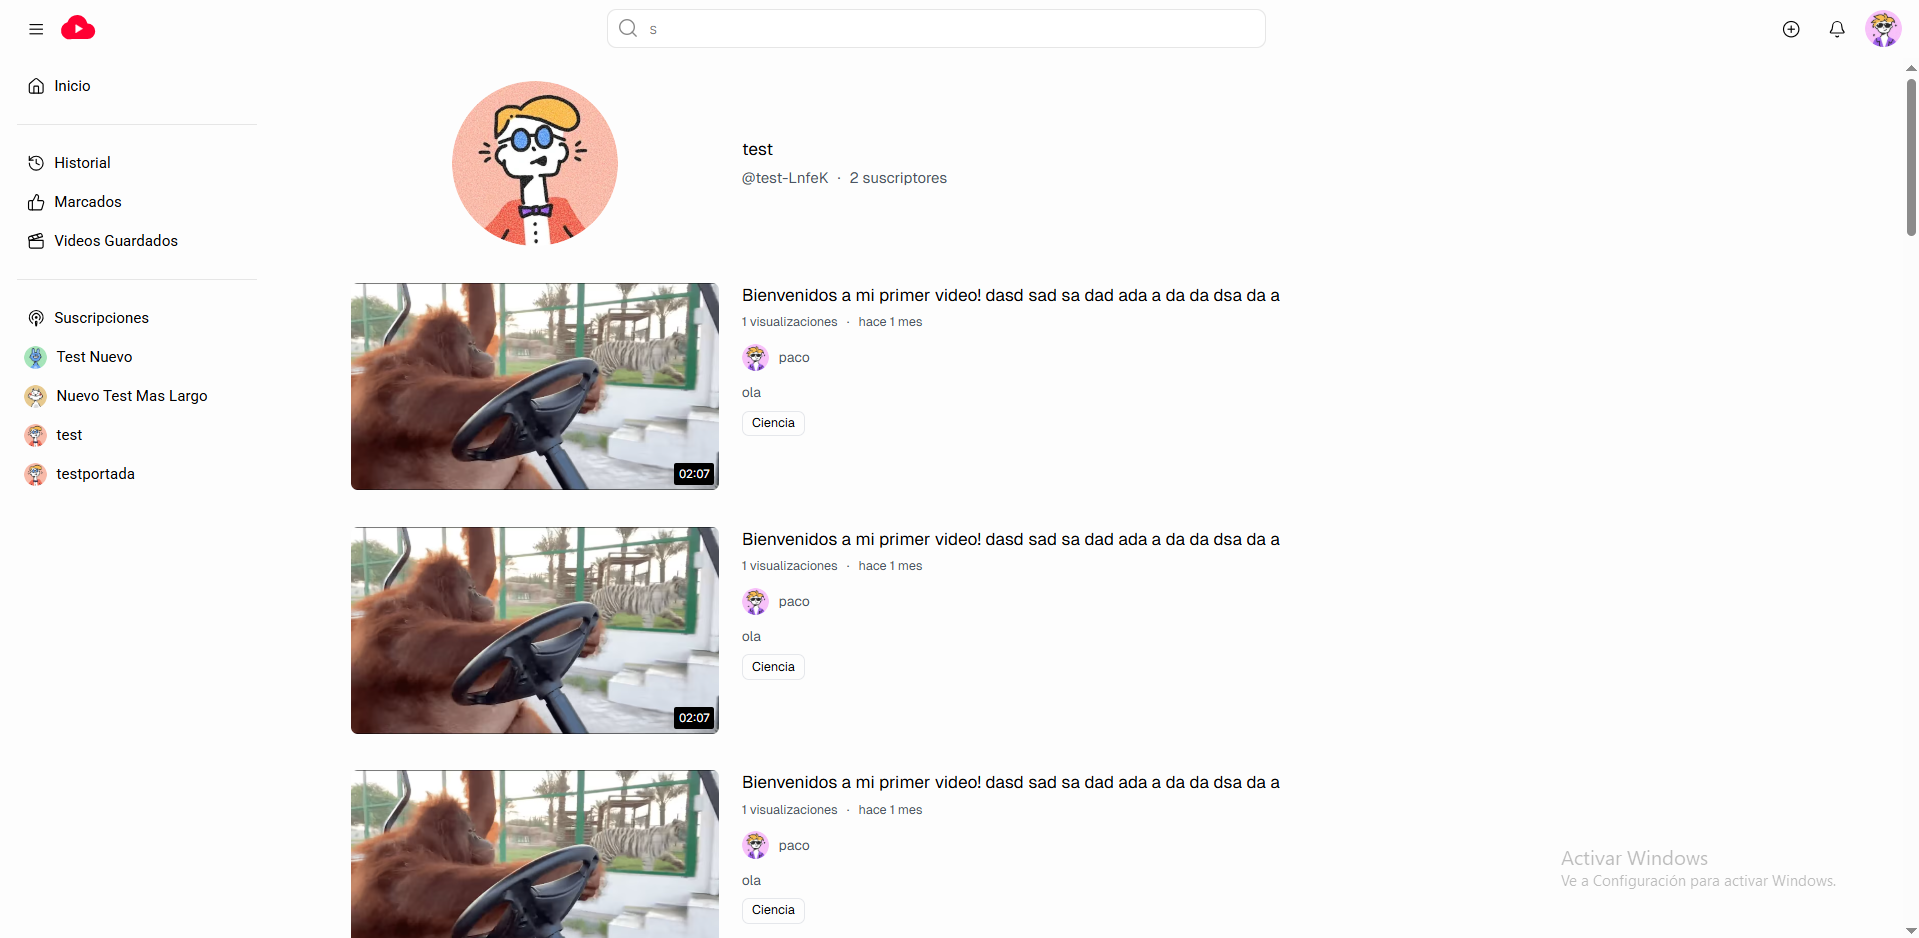 s
Inicio
Historial
Marcados
Videos Guardados
Suscripciones
Test Nuevo
Nuevo Test Mas Largo
test
testportada
test
@test-LnfeK · 2 suscriptores
02:07
Bienvenidos a mi primer video! dasd sad sa dad ada a da da dsa da a
1 visualizaciones · hace 1 mes
paco
ola
Ciencia
02:07
Bienvenidos a mi primer video! dasd sad sa dad ada a da da dsa da a
1 visualizaciones · hace 1 mes
paco
ola
Ciencia
Bienvenidos a mi primer video! dasd sad sa dad ada a da da dsa da a
1 visualizaciones · hace 1 mes
paco
ola
Ciencia
Activar Windows
Ve a Configuración para activar Windows.